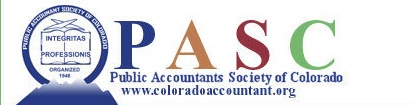 PUBLIC ACCOUNTANT SOCIETY OF COLORADO
INTEGRITAS
PROFESSIONIS
ORGANIZED
1948
PASC
Public Accountants Society of Colorado
www.coloradoaccountant.org